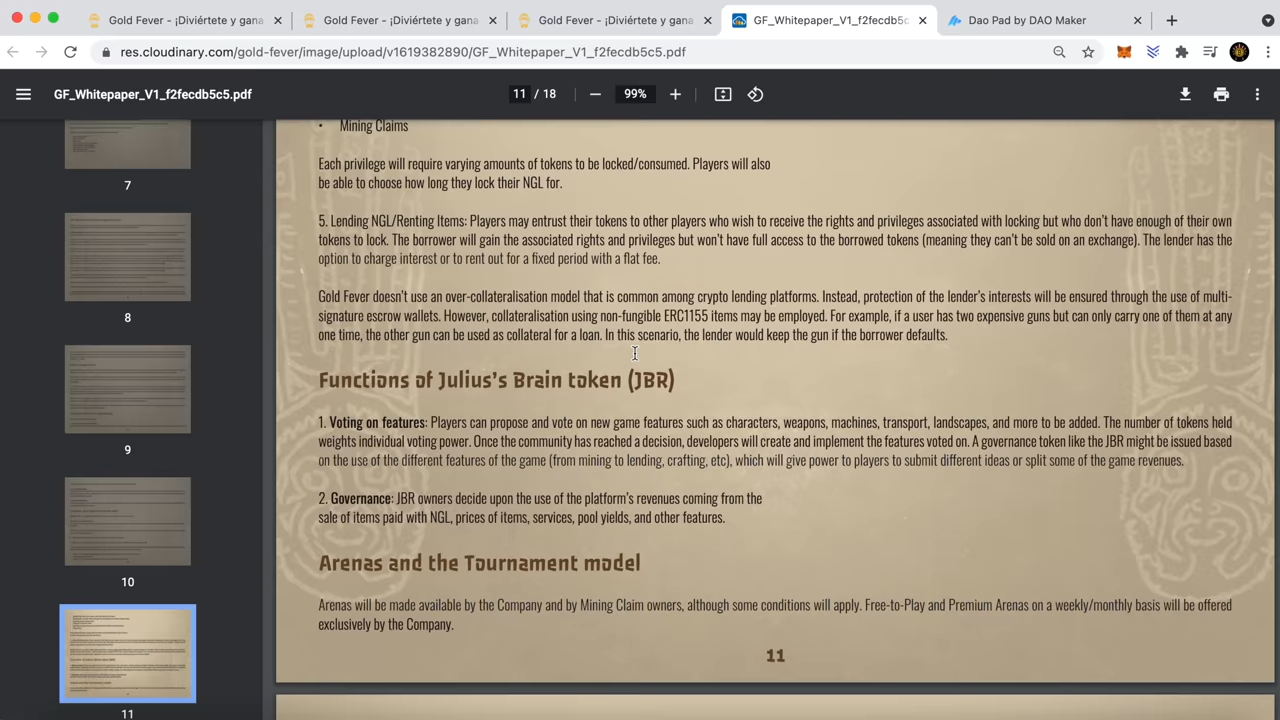 Gold Fever - ¡Diviértete y gana
Gold Fever - ¡Diviértete y gana
Gold Fever - ¡Diviértete y gana
GF_Whitepaper_V1_f2fecdb5c5
Dao Pad by DAO Maker
res.cloudinary.com/gold-fever/image/upload/v1619382890/GF_Whitepaper_V1_f2fecdb5c5.pdf
GF_Whitepaper_V1_f2fecdb5c5.pdf
11 / 18
99%
7
8
9
10
11
• Mining Claims
Each privilege will require varying amounts of tokens to be locked/consumed. Players will also
be able to choose how long they lock their NGL for.
5. Lending NGL/Renting Items: Players may entrust their tokens to other players who wish to receive the rights and privileges associated with locking but who don't have enough of their own
tokens to lock. The borrower will gain the associated rights and privileges but won't have full access to the borrowed tokens (meaning they can't be sold on an exchange). The lender has the
option to charge interest or to rent out for a fixed period with a flat fee.
Gold Fever doesn't use an over-collateralisation model that is common among crypto lending platforms. Instead, protection of the lender's interests will be ensured through the use of multi-
signature escrow wallets. However, collateralisation using non-fungible ERC1155 items may be employed. For example, if a user has two expensive guns but can only carry one of them at any
one time, the other gun can be used as collateral for a loan. In this scenario, the lender would keep the gun if the borrower defaults.
Functions of Julius's Brain token (JBR)
1. Voting on features: Players can propose and vote on new game features such as characters, weapons, machines, transport, landscapes, and more to be added. The number of tokens held
weights individual voting power. Once the community has reached a decision, developers will create and implement the features voted on. A governance token like the JBR might be issued based
on the use of the different features of the game (from mining to lending, crafting, etc), which will give power to players to submit different ideas or split some of the game revenues.
2. Governance: JBR owners decide upon the use of the platform's revenues coming from the
sale of items paid with NGL, prices of items, services, pool yields, and other features.
Arenas and the Tournament model
Arenas will be made available by the Company and by Mining Claim owners, although some conditions will apply. Free-to-Play and Premium Arenas on a weekly/monthly basis will be offered
exclusively by the Company.
11